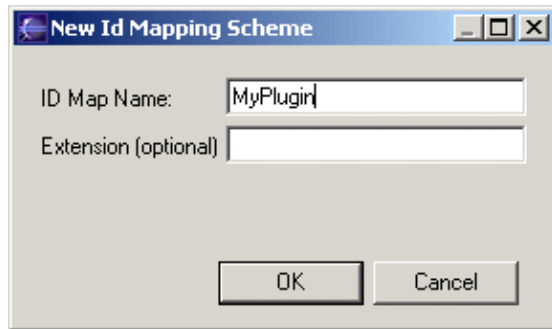 New Id Mapping Scheme
ID Map Name: MyPlugin
Extension (optional)
OK Cancel